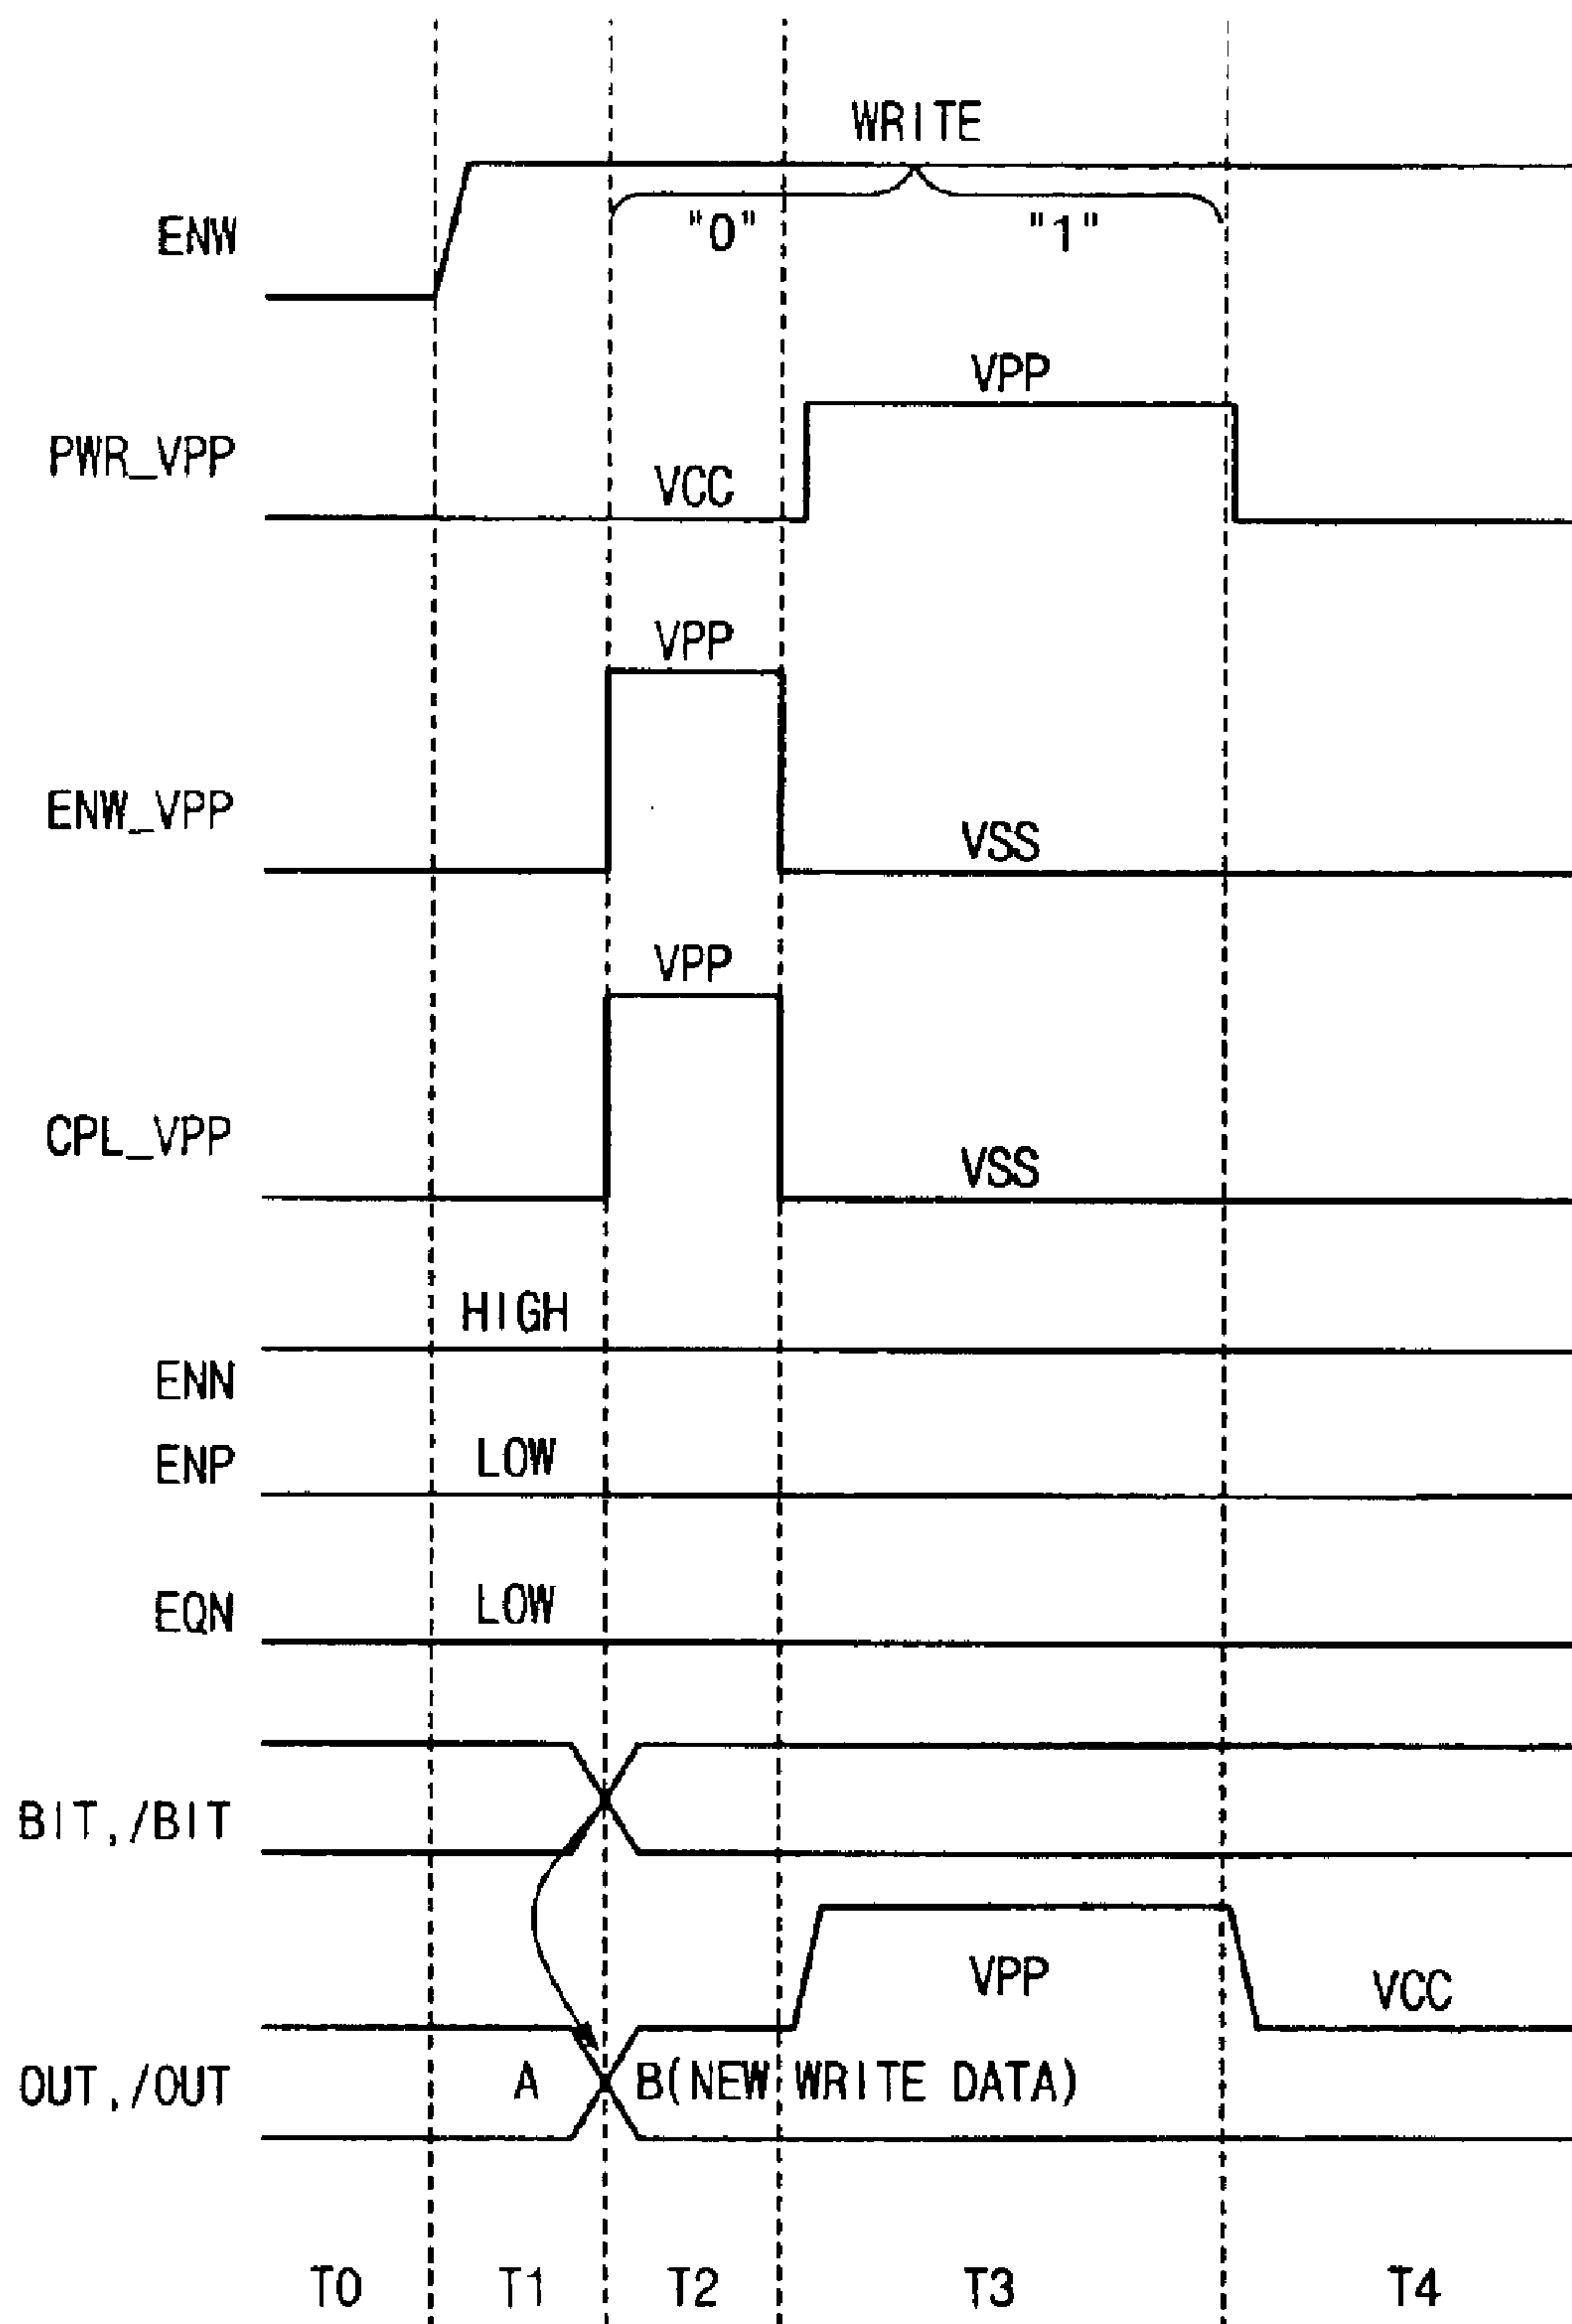 WRITE
"0" "1"
ENW
VPP
PWR_VPP
VCC
VPP
ENW_VPP
VSS
VPP
CPL_VPP
VSS
HIGH
ENN
LOW
ENP
LOW
EQN
BIT,/BIT
VPP
VCC
OUT,/OUT A B(NEW WRITE DATA)
T0 T1 T2 T3 T4